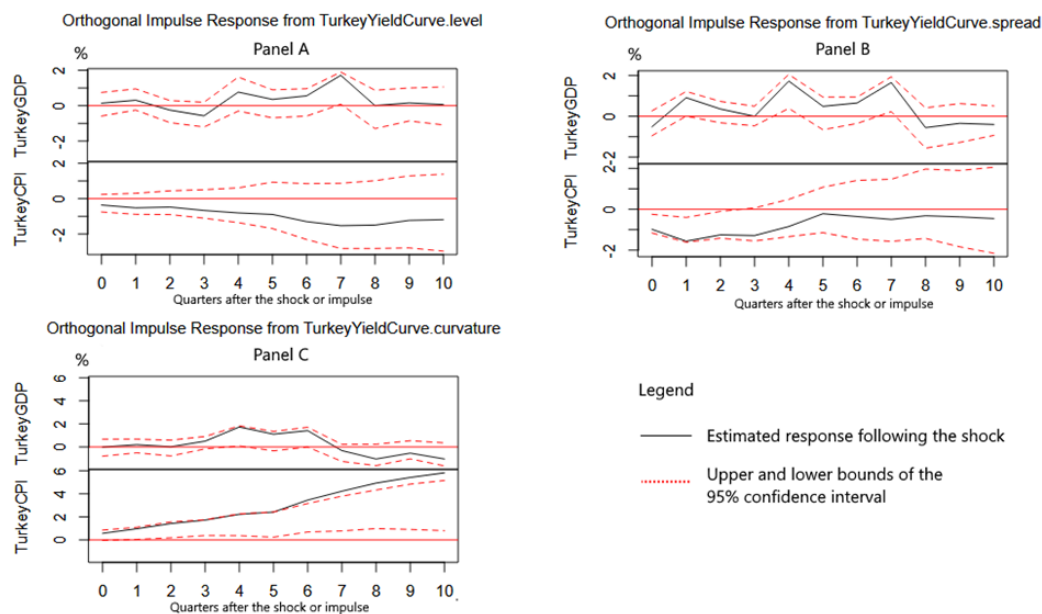 Orthogonal Impulse Response from TurkeyYieldCurve.level
Panel A
%
TurkeyGDP
2
0
-2
TurkeyCPI
2
0
-2
0 1 2 3 4 5 6 7 8 9 10
Quarters after the shock or impulse
Orthogonal Impulse Response from TurkeyYieldCurve.spread
Panel B
%
TurkeyGDP
2
0
-2
TurkeyCPI
2
0
-2
0 1 2 3 4 5 6 7 8 9 10
Quarters after the shock or impulse
Orthogonal Impulse Response from TurkeyYieldCurve.curvature
Panel C
%
TurkeyGDP
6
4
2
0
TurkeyCPI
6
4
2
0
0 1 2 3 4 5 6 7 8 9 10
Quarters after the shock or impulse
Legend
Estimated response following the shock
Upper and lower bounds of the
95% confidence interval